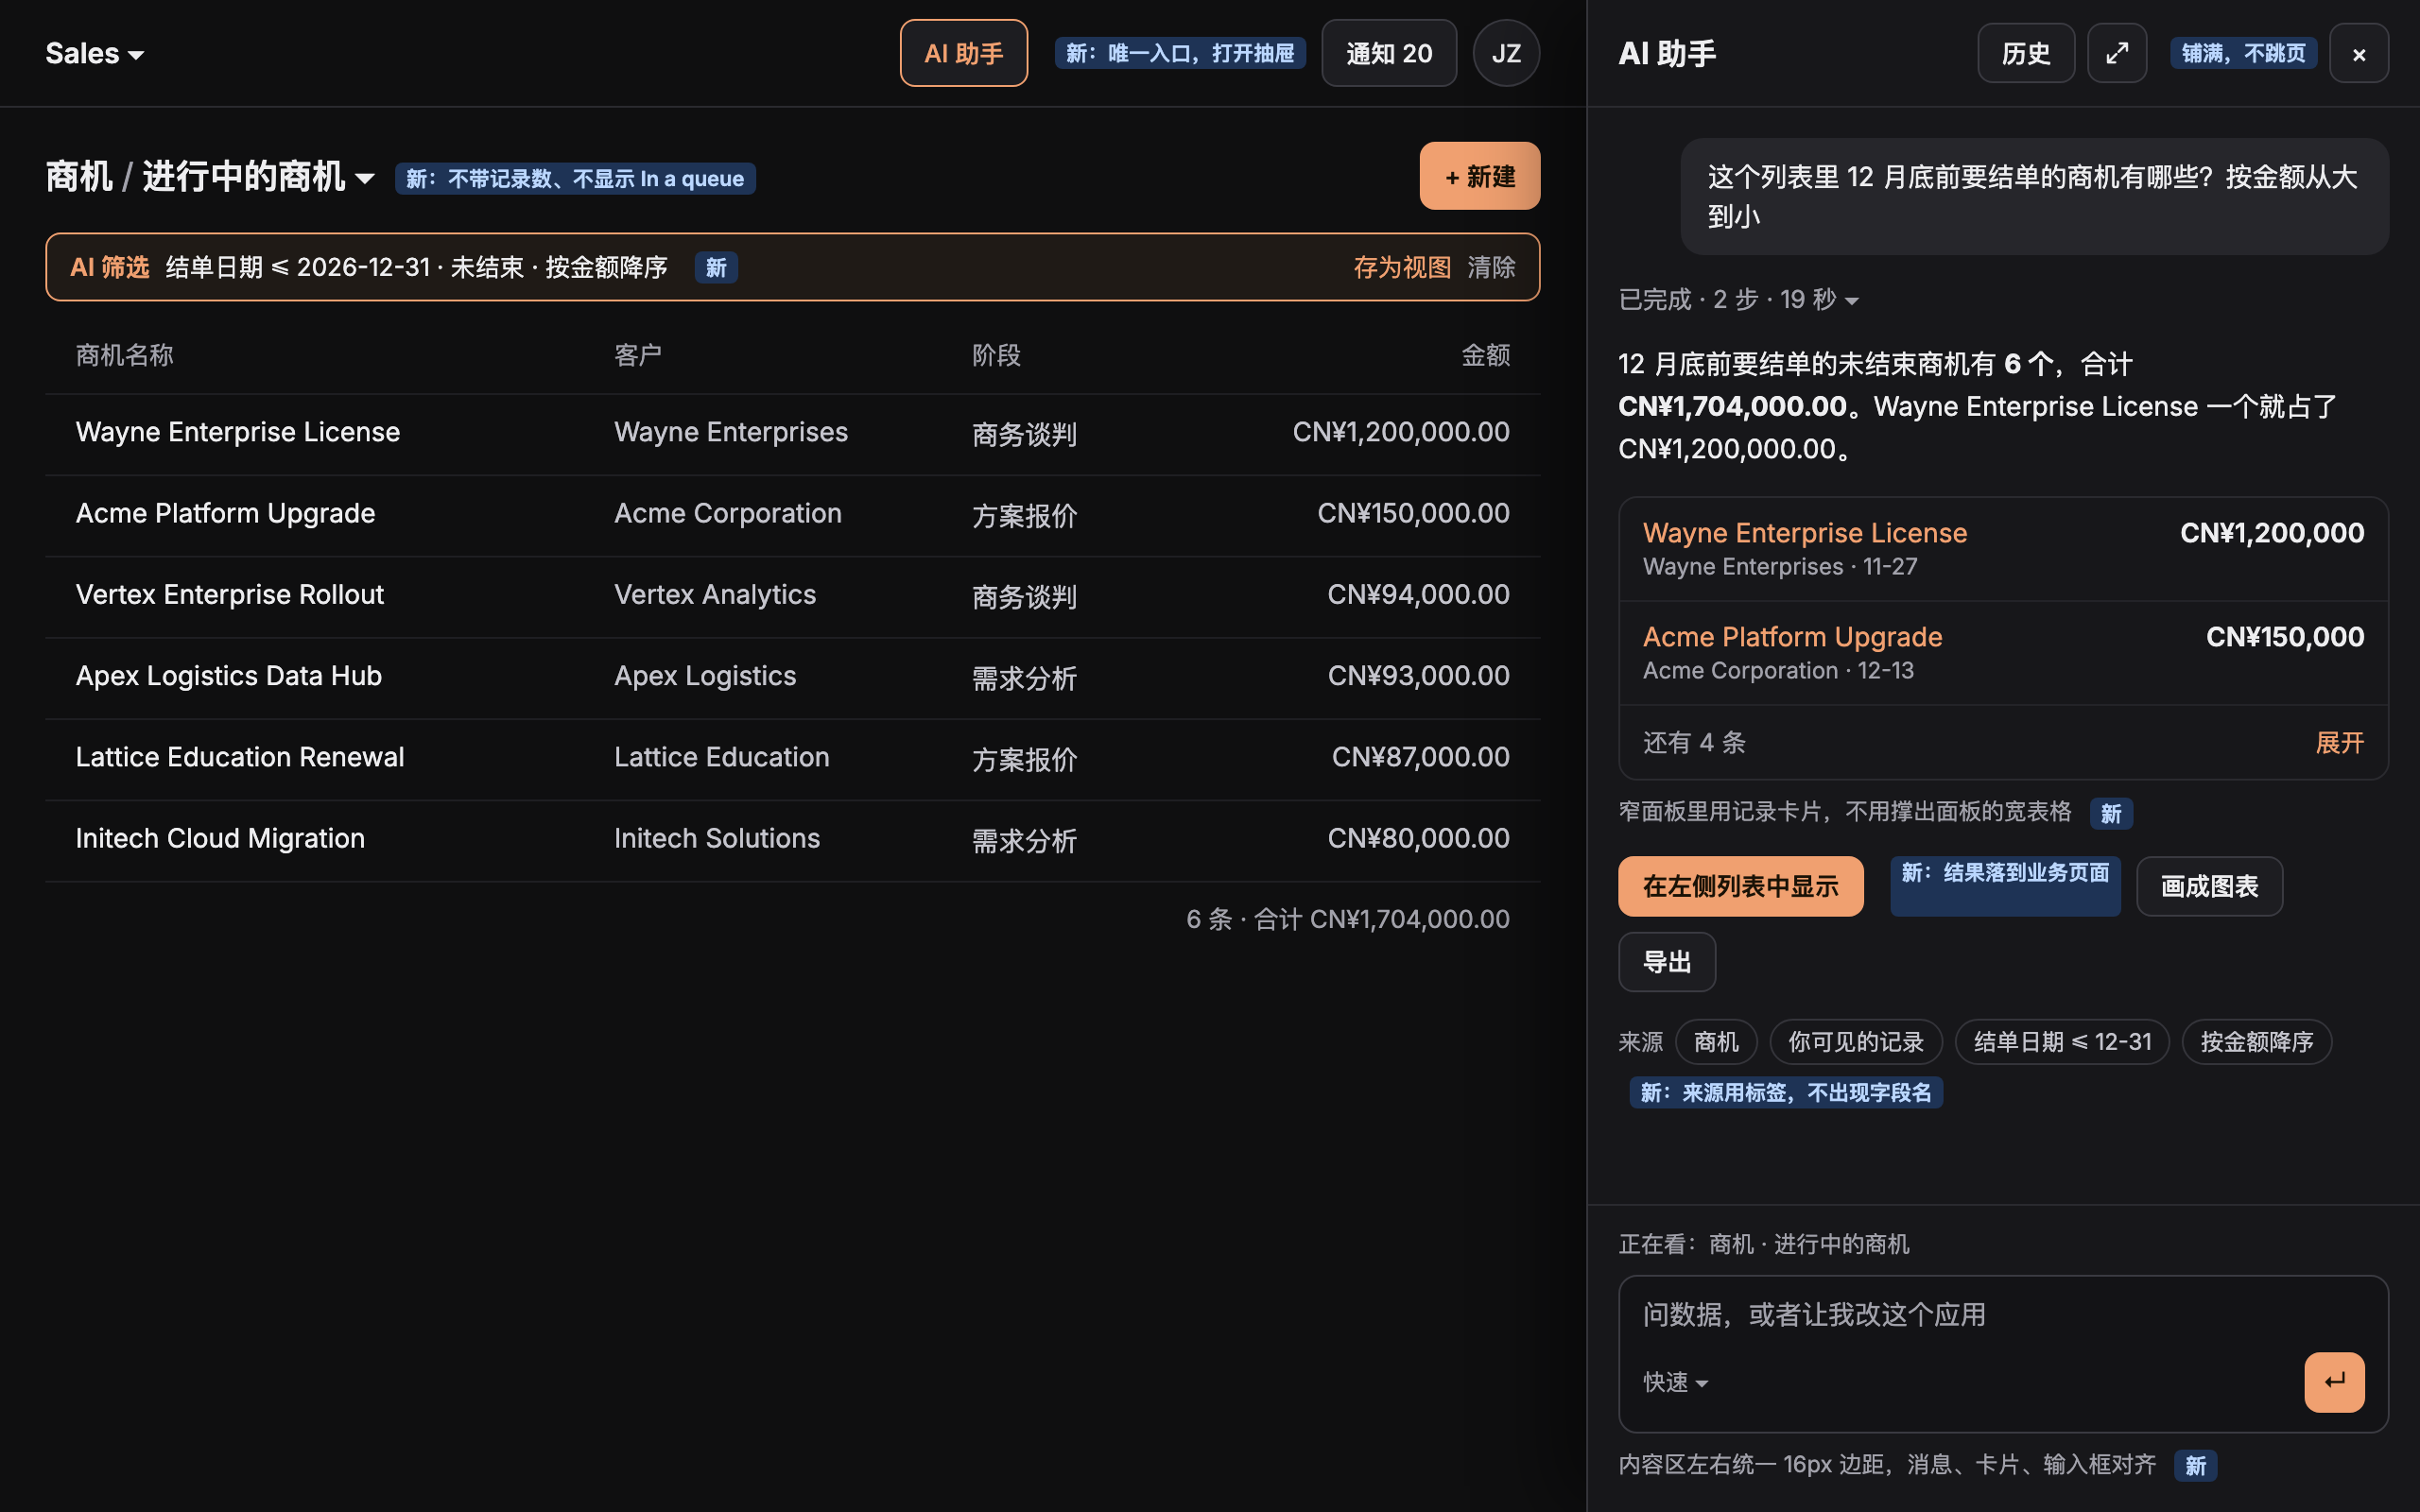 Sales
AI 助手
新：唯一入口，打开抽屉
通知 20
JZ
商机 / 进行中的商机
新：不带记录数、不显示 In a queue
+ 新建
AI 筛选 结单日期 ≤ 2026-12-31 · 未结束 · 按金额降序 新
存为视图 清除
商机名称 客户 阶段 金额
Wayne Enterprise License Wayne Enterprises 商务谈判 CN¥1,200,000.00
Acme Platform Upgrade Acme Corporation 方案报价 CN¥150,000.00
Vertex Enterprise Rollout Vertex Analytics 商务谈判 CN¥94,000.00
Apex Logistics Data Hub Apex Logistics 需求分析 CN¥93,000.00
Lattice Education Renewal Lattice Education 方案报价 CN¥87,000.00
Initech Cloud Migration Initech Solutions 需求分析 CN¥80,000.00
6 条 · 合计 CN¥1,704,000.00
AI 助手
历史
铺满，不跳页
×
这个列表里 12 月底前要结单的商机有哪些？按金额从大
到小
已完成 · 2 步 · 19 秒
12 月底前要结单的未结束商机有 6 个，合计
CN¥1,704,000.00。Wayne Enterprise License 一个就占了
CN¥1,200,000.00。
Wayne Enterprise License CN¥1,200,000
Wayne Enterprises · 11-27
Acme Platform Upgrade CN¥150,000
Acme Corporation · 12-13
还有 4 条 展开
窄面板里用记录卡片，不用撑出面板的宽表格 新
在左侧列表中显示
新：结果落到业务页面
画成图表
导出
来源 商机 你可见的记录 结单日期 ≤ 12-31 按金额降序
新：来源用标签，不出现字段名
正在看：商机 · 进行中的商机
问数据，或者让我改这个应用
快速
内容区左右统一 16px 边距，消息、卡片、输入框对齐 新